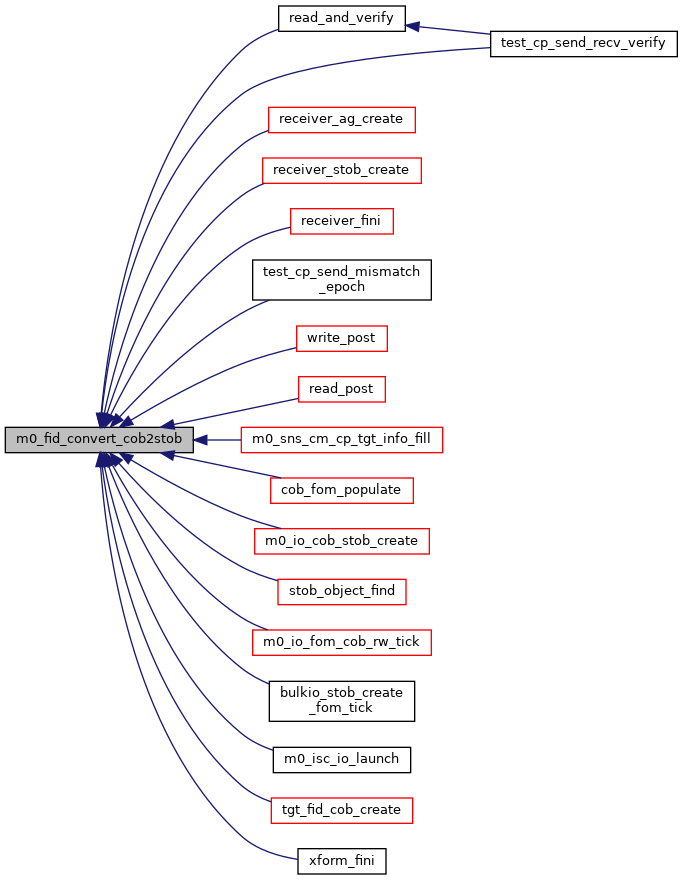 read_and_verify
test_cp_send_recv_verify
receiver_ag_create
receiver_stob_create
receiver_fini
test_cp_send_mismatch
_epoch
write_post
read_post
m0_fid_convert_cob2stob
m0_sns_cm_cp_tgt_info_fill
cob_fom_populate
m0_io_cob_stob_create
stob_object_find
m0_io_fom_cob_rw_tick
bulkio_stob_create
_fom_tick
m0_isc_io_launch
tgt_fid_cob_create
xform_fini